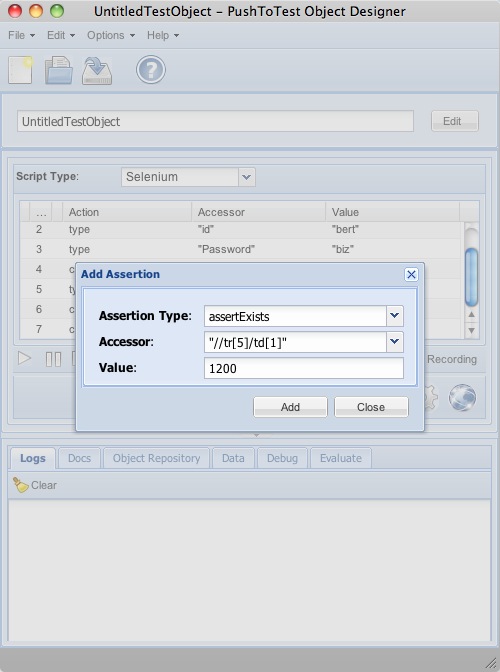 UntitledTestObject – PushToTest Object Designer
File Edit Options Help
UntitledTestObject Edit
Script Type: Selenium
... Action Accessor Value
2 type "id" "bert"
3 type "Password" "biz"
4 c
Add Assertion
5 ty
Assertion Type: assertExists
6 c
Accessor: "//tr[5]/td[1]"
7 c
Recording
Value: 1200
Add Close
Logs Docs Object Repository Data Debug Evaluate
Clear